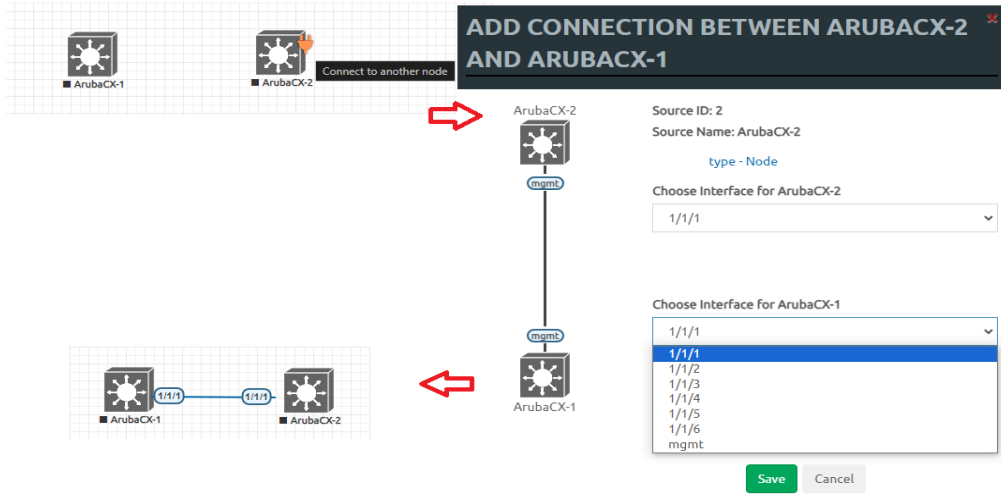 ArubaCX-1
ArubaCX-2
Connect to another node
ADD CONNECTION BETWEEN ARUBACX-2
AND ARUBACX-1
ArubaCX-2
mgmt
mgmt
ArubaCX-1
Source ID: 2
Source Name: ArubaCX-2
type - Node
Choose Interface for ArubaCX-2
1/1/1
Choose Interface for ArubaCX-1
1/1/1
1/1/1
1/1/2
1/1/3
1/1/4
1/1/5
1/1/6
mgmt
Save
Cancel
1/1/1
1/1/1
ArubaCX-1
ArubaCX-2